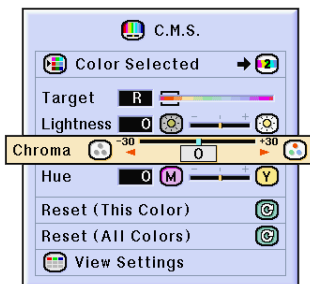 C.M.S.
Color Selected 2
Target R
Lightness 0 - +
Chroma -30 0 +30
Hue 0 M - Y
Reset (This Color)
Reset (All Colors)
View Settings